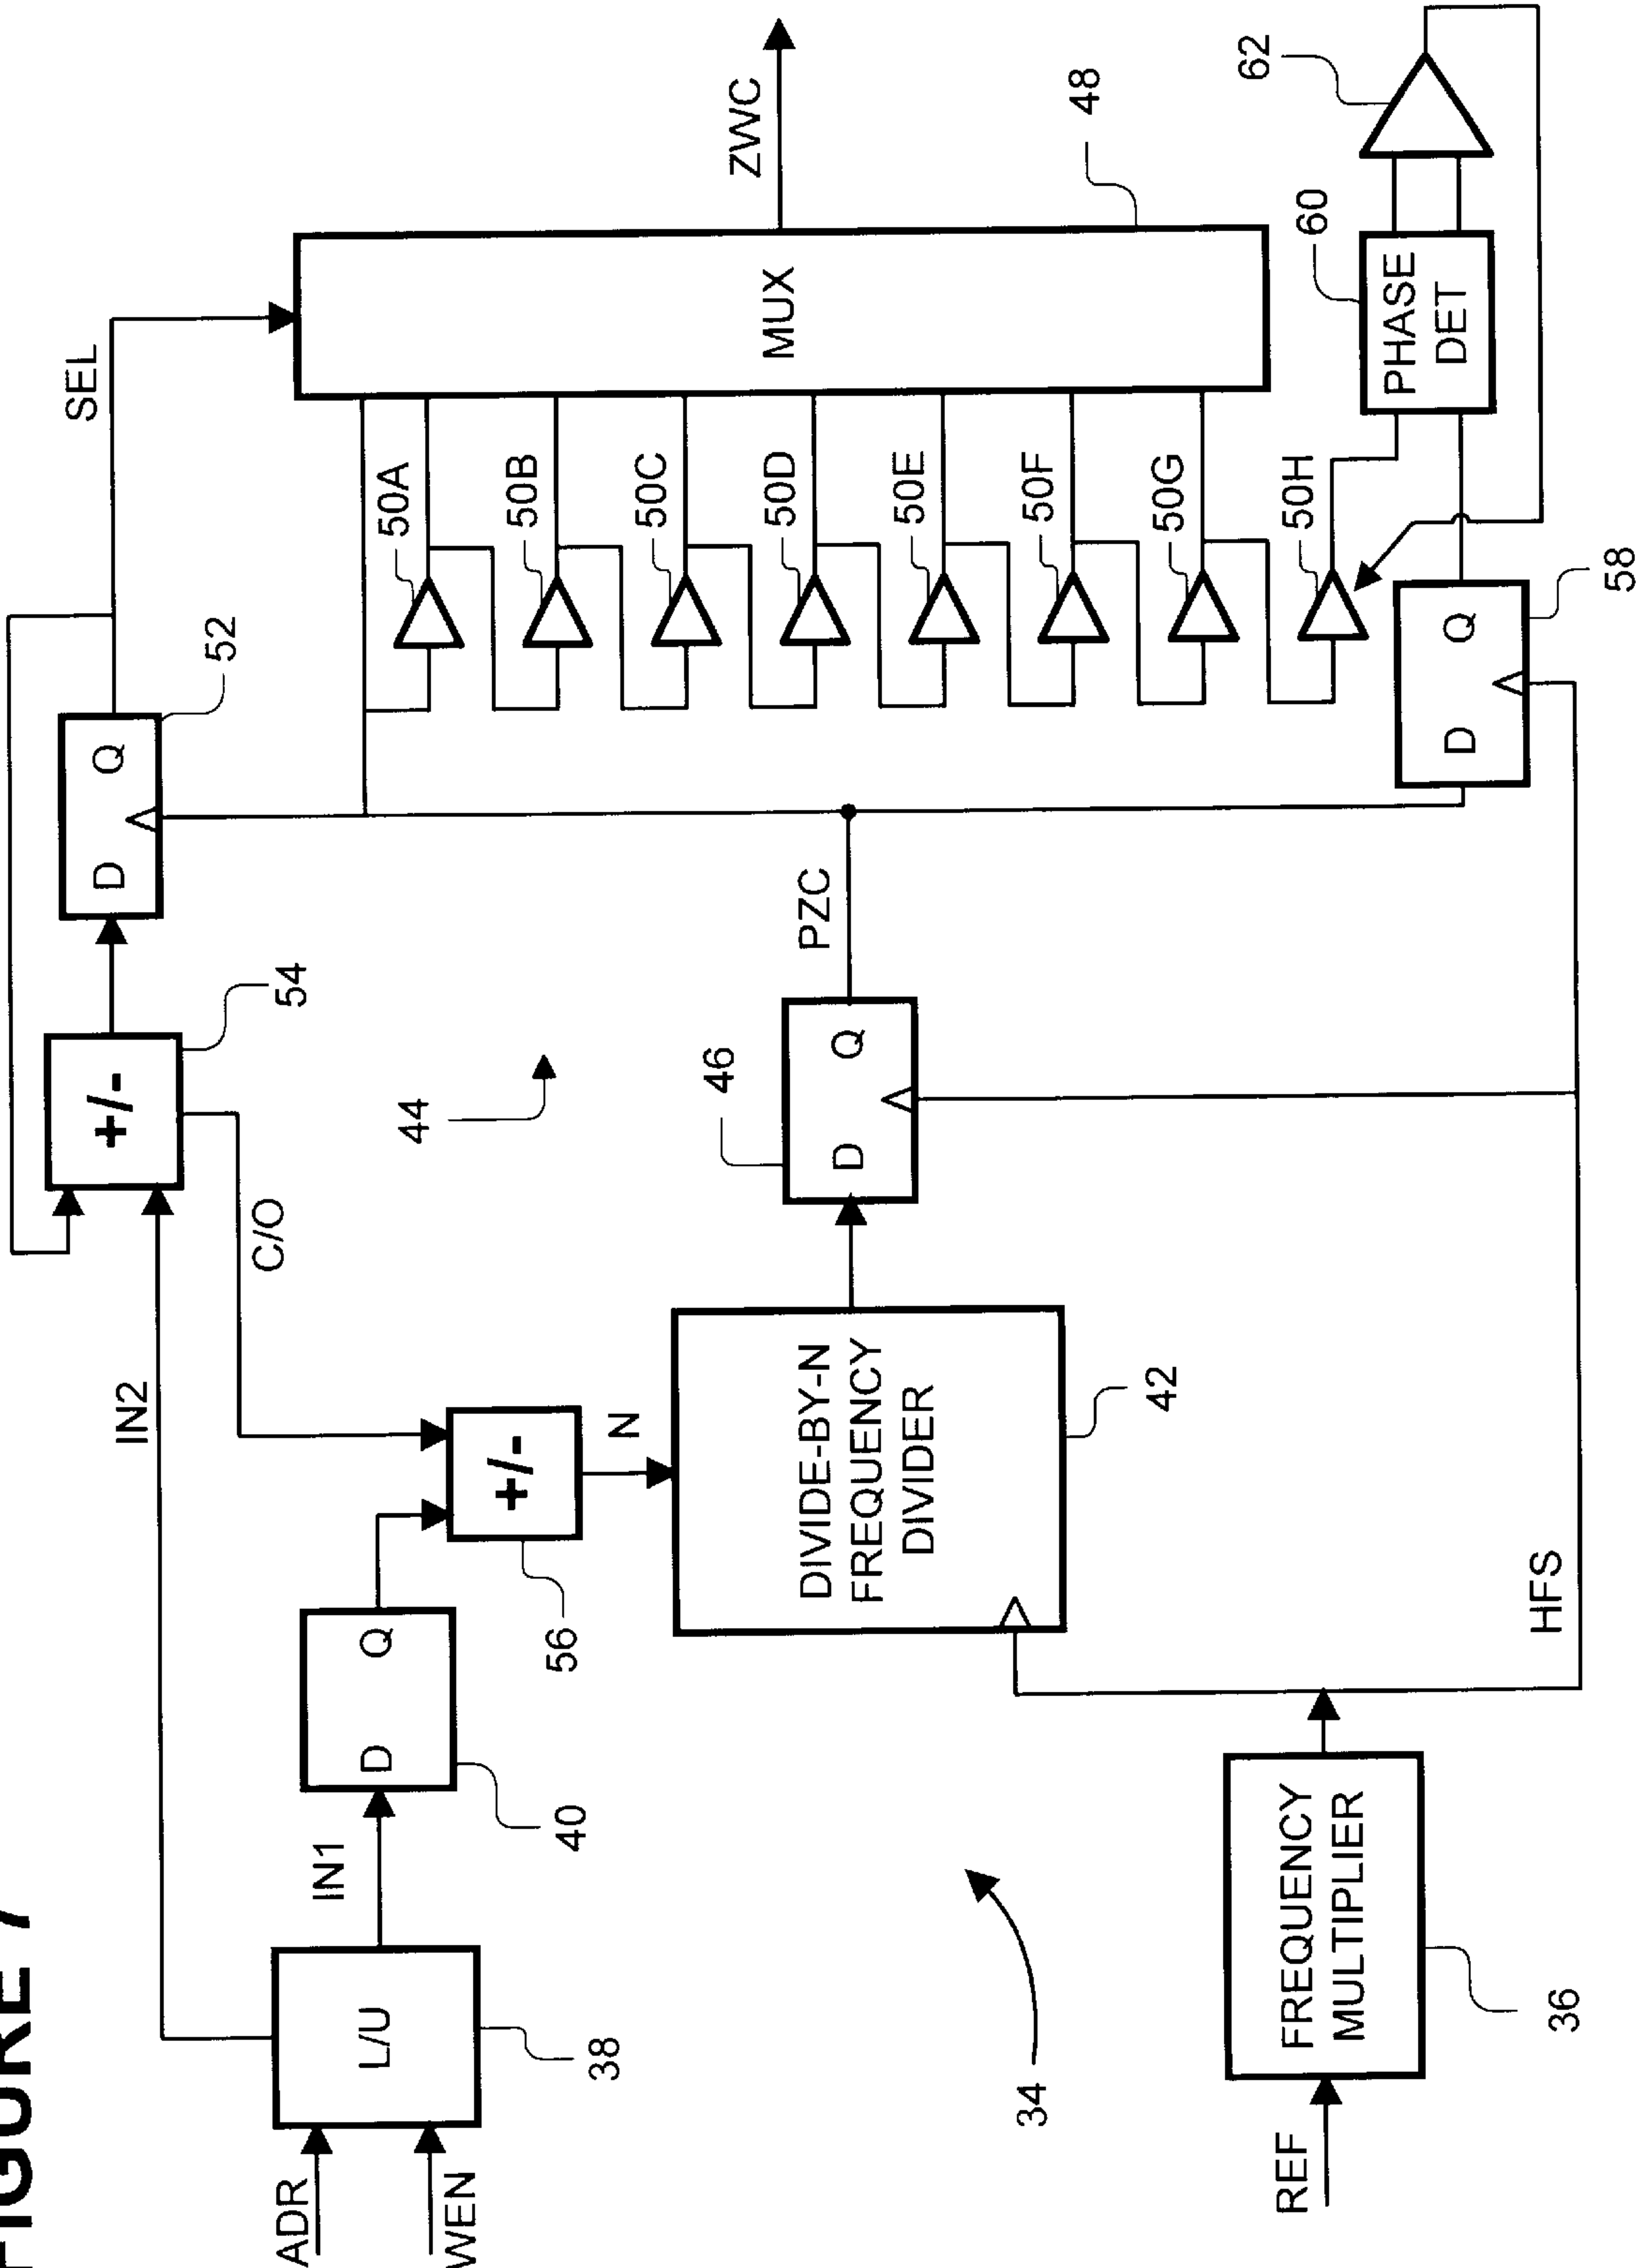 FIGURE 7
ADR
WEN
L/U
38
IN1
IN2
D Q
40
+/-
56
N
C/O
+/-
54
D Q
52
SEL
DIVIDE-BY-N
FREQUENCY
DIVIDER
42
44
D Q
46
PZC
50A
50B
50C
50D
50E
50F
50G
50H
MUX
48
ZWC
34
REF
FREQUENCY
MULTIPLIER
36
HFS
D Q
58
PHASE
DET
60
62